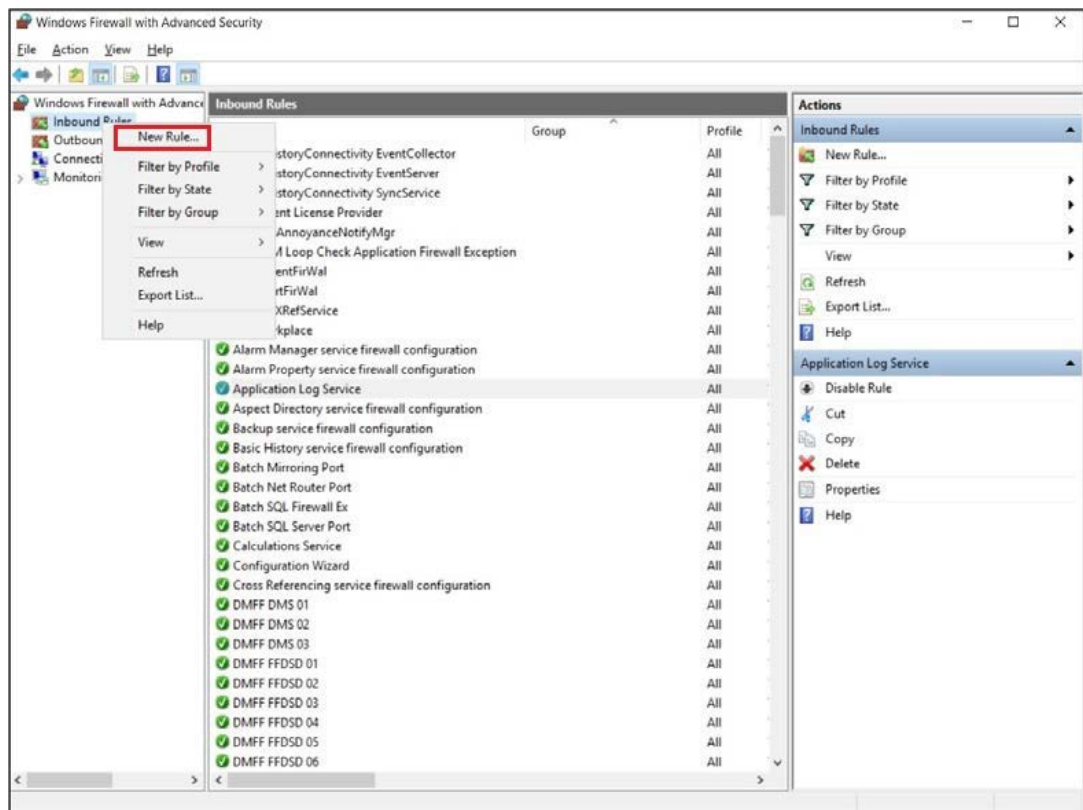 Windows Firewall with Advanced Security
File Action View Help
Windows Firewall with Advance
Inbound Rules
Outboun
Connecti
Monitori
New Rule...
Filter by Profile
Filter by State
Filter by Group
View
Refresh
Export List...
Help
Inbound Rules
Group Profile
istoryConnectivity EventCollector All
istoryConnectivity EventServer All
istoryConnectivity SyncService All
ent License Provider All
AnnoyanceNotifyMgr All
M Loop Check Application Firewall Exception All
entFirWal All
rtFirWal All
XRefService All
rkplace All
Alarm Manager service firewall configuration All
Alarm Property service firewall configuration All
Application Log Service All
Aspect Directory service firewall configuration All
Backup service firewall configuration All
Basic History service firewall configuration All
Batch Mirroring Port All
Batch Net Router Port All
Batch SQL Firewall Ex All
Batch SQL Server Port All
Calculations Service All
Configuration Wizard All
Cross Referencing service firewall configuration All
DMFF DMS 01 All
DMFF DMS 02 All
DMFF DMS 03 All
DMFF FFDSD 01 All
DMFF FFDSD 02 All
DMFF FFDSD 03 All
DMFF FFDSD 04 All
DMFF FFDSD 05 All
DMFF FFDSD 06 All
Actions
Inbound Rules
New Rule...
Filter by Profile
Filter by State
Filter by Group
View
Refresh
Export List...
Help
Application Log Service
Disable Rule
Cut
Copy
Delete
Properties
Help